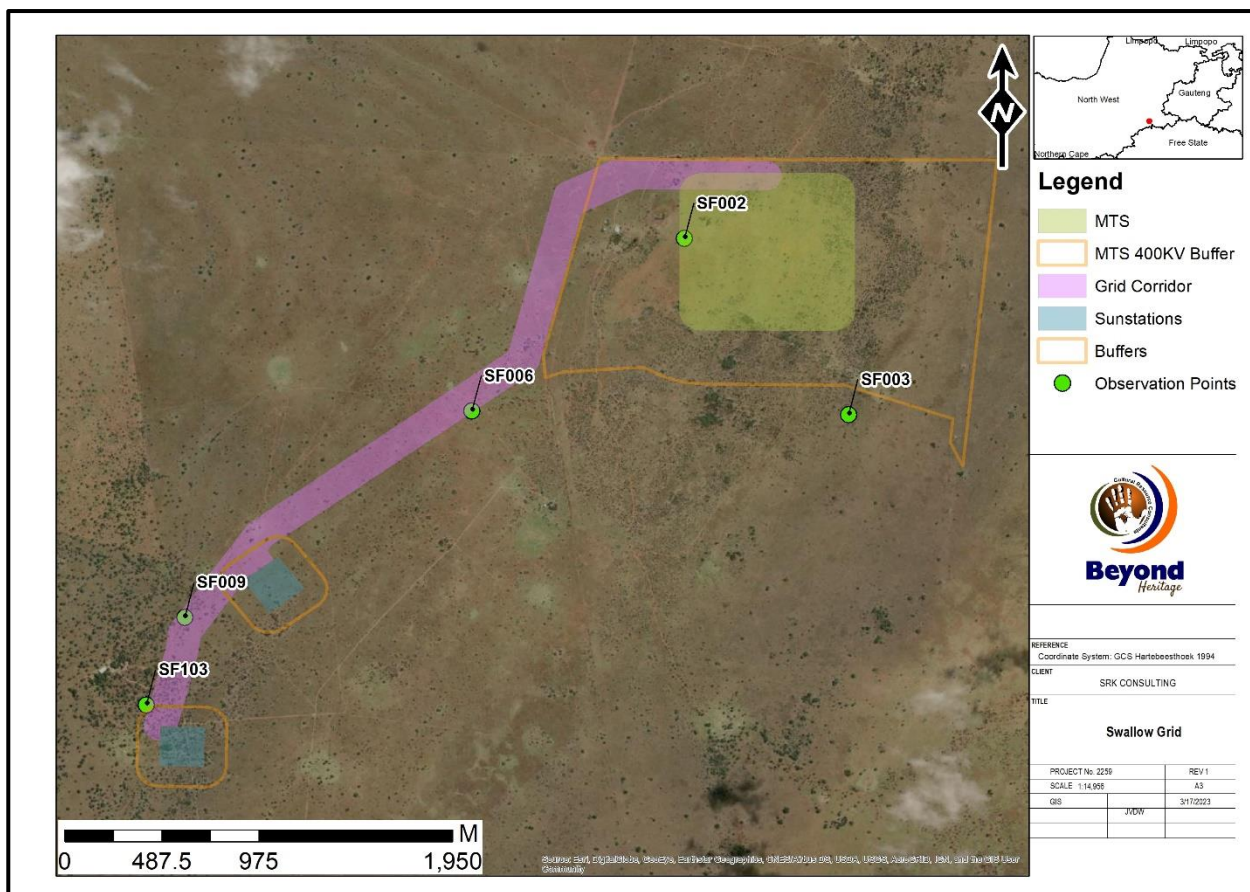 SF002
SF006
SF003
SF009
SF103
M
0 487.5 975 1,950
Limpopo
Limpopo
North West
Gauteng
Free State
Northern Cape
N
Legend
MTS
MTS 400KV Buffer
Grid Corridor
Sunstations
Buffers
Observation Points
Beyond
Heritage
REFERENCE
Coordinate System: GCS Hartebeesthoek 1994
CLIENT
SRK CONSULTING
TITLE
Swallow Grid
PROJECT No. 2259 REV 1
SCALE 1:14,956 A3
GIS 3/17/2023
JVDW